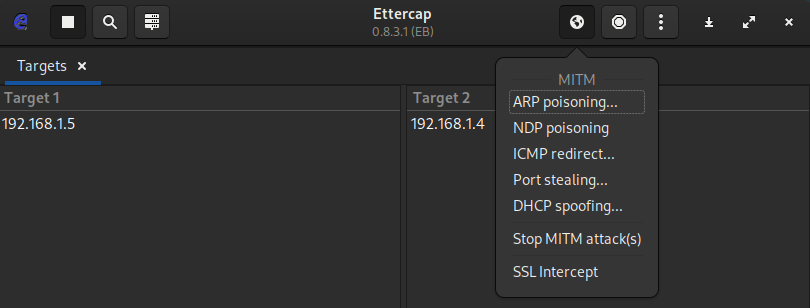 Ettercap
0.8.3.1 (EB)
Targets
Target 1
Target 2
192.168.1.5
192.168.1.4
MITM
ARP poisoning...
NDP poisoning
ICMP redirect...
Port stealing...
DHCP spoofing...
Stop MITM attack(s)
SSL Intercept